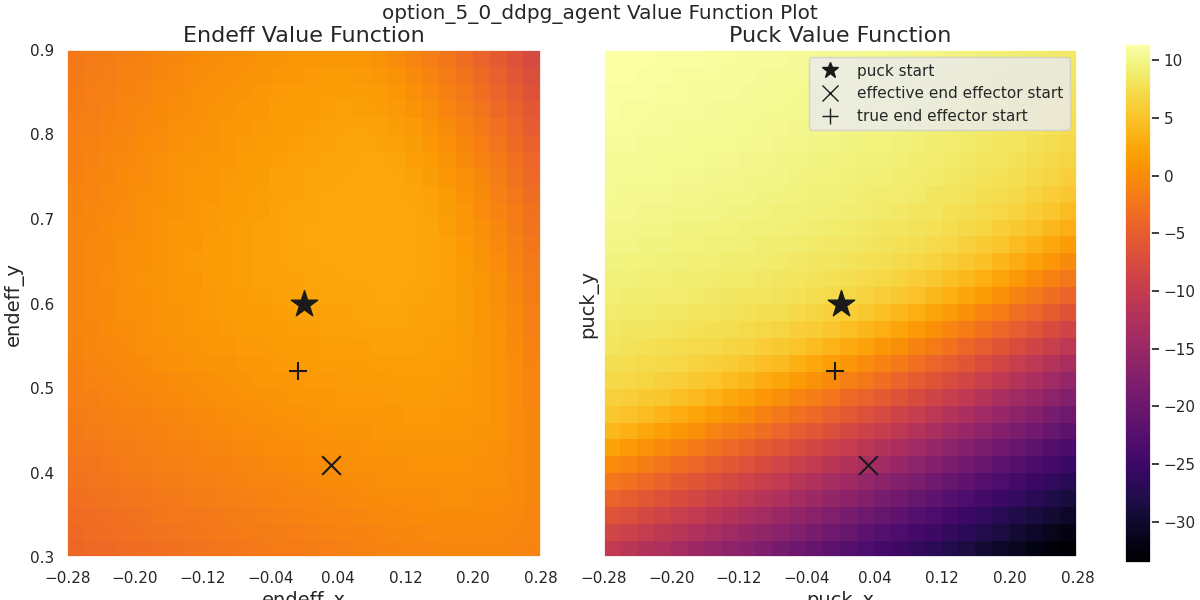 option_5_0_ddpg_agent Value Function Plot
Endeff Value Function
Puck Value Function
puck start
effective end effector start
true end effector start
endeff_y
0.9
0.8
0.7
0.6
0.5
0.4
0.3
−0.28 −0.20 −0.12 −0.04 0.04 0.12 0.20 0.28
endeff_x
puck_y
−0.28 −0.20 −0.12 −0.04 0.04 0.12 0.20 0.28
puck_x
10
5
0
−5
−10
−15
−20
−25
−30